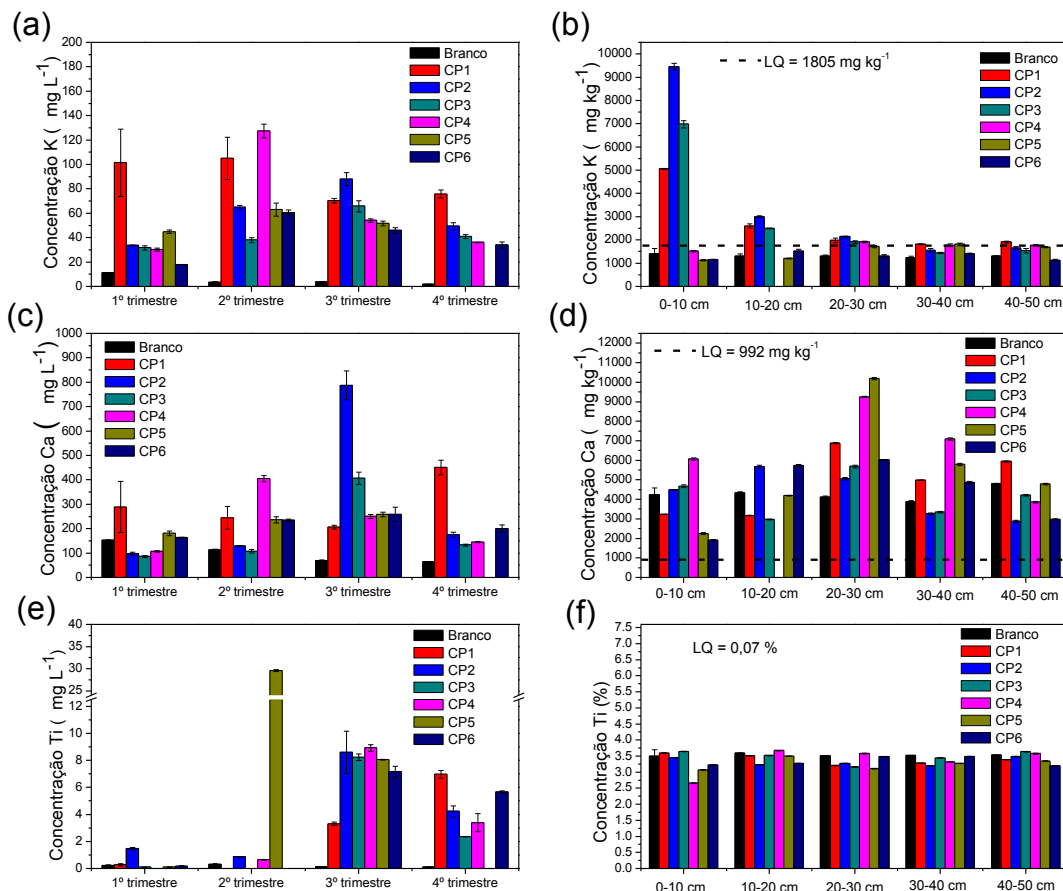 (a)
Concentração K ( mg L-1)
200
180
160
140
120
100
80
60
40
20
0
Branco
CP1
CP2
CP3
CP4
CP5
CP6
1º trimestre 2º trimestre 3º trimestre 4º trimestre
(b)
Concentração K ( mg kg-1)
10000
9000
8000
7000
6000
5000
4000
3000
2000
1000
0
LQ = 1805 mg kg-1
Branco
CP1
CP2
CP3
CP4
CP5
CP6
0-10 cm 10-20 cm 20-30 cm 30-40 cm 40-50 cm
(c)
Concentração Ca ( mg L-1)
1000
900
800
700
600
500
400
300
200
100
0
Branco
CP1
CP2
CP3
CP4
CP5
CP6
1º trimestre 2º trimestre 3º trimestre 4º trimestre
(d)
Concentração Ca ( mg kg-1)
12000
11000
10000
9000
8000
7000
6000
5000
4000
3000
2000
1000
0
LQ = 992 mg kg-1
Branco
CP1
CP2
CP3
CP4
CP5
CP6
0-10 cm 10-20 cm 20-30 cm 30-40 cm 40-50 cm
(e)
Concentração Ti ( mg L-1)
40
35
30
25
12
10
8
6
4
2
0
Branco
CP1
CP2
CP3
CP4
CP5
CP6
1º trimestre 2º trimestre 3º trimestre 4º trimestre
(f)
Concentração Ti (%)
7.5
7.0
6.5
6.0
5.5
5.0
4.5
4.0
3.5
3.0
2.5
2.0
1.5
1.0
0.5
0.0
LQ = 0,07 %
Branco
CP1
CP2
CP3
CP4
CP5
CP6
0-10 cm 10-20 cm 20-30 cm 30-40 cm 40-50 cm